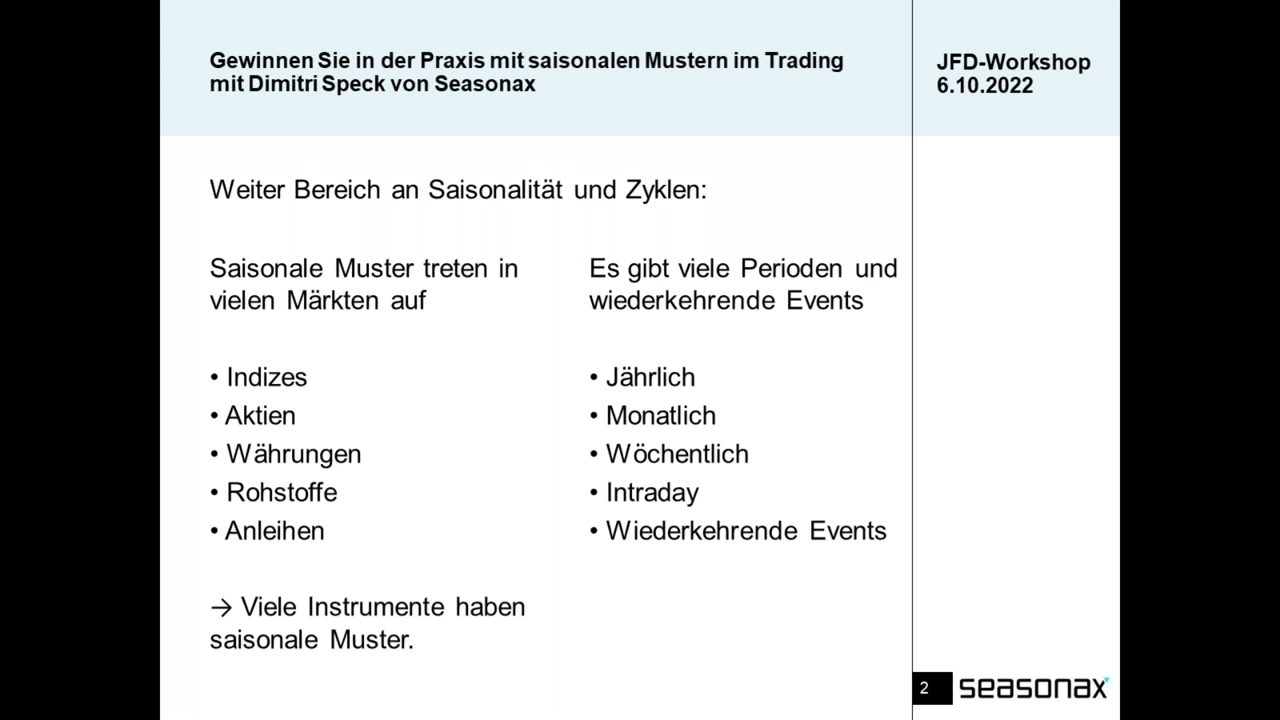 Gewinnen Sie in der Praxis mit saisonalen Mustern im Trading
mit Dimitri Speck von Seasonax
JFD-Workshop
6.10.2022
Weiter Bereich an Saisonalität und Zyklen:
Saisonale Muster treten in
vielen Märkten auf
• Indizes
• Aktien
• Währungen
• Rohstoffe
• Anleihen
→ Viele Instrumente haben
saisonale Muster.
Es gibt viele Perioden und
wiederkehrende Events
• Jährlich
• Monatlich
• Wöchentlich
• Intraday
• Wiederkehrende Events
2
seasonax